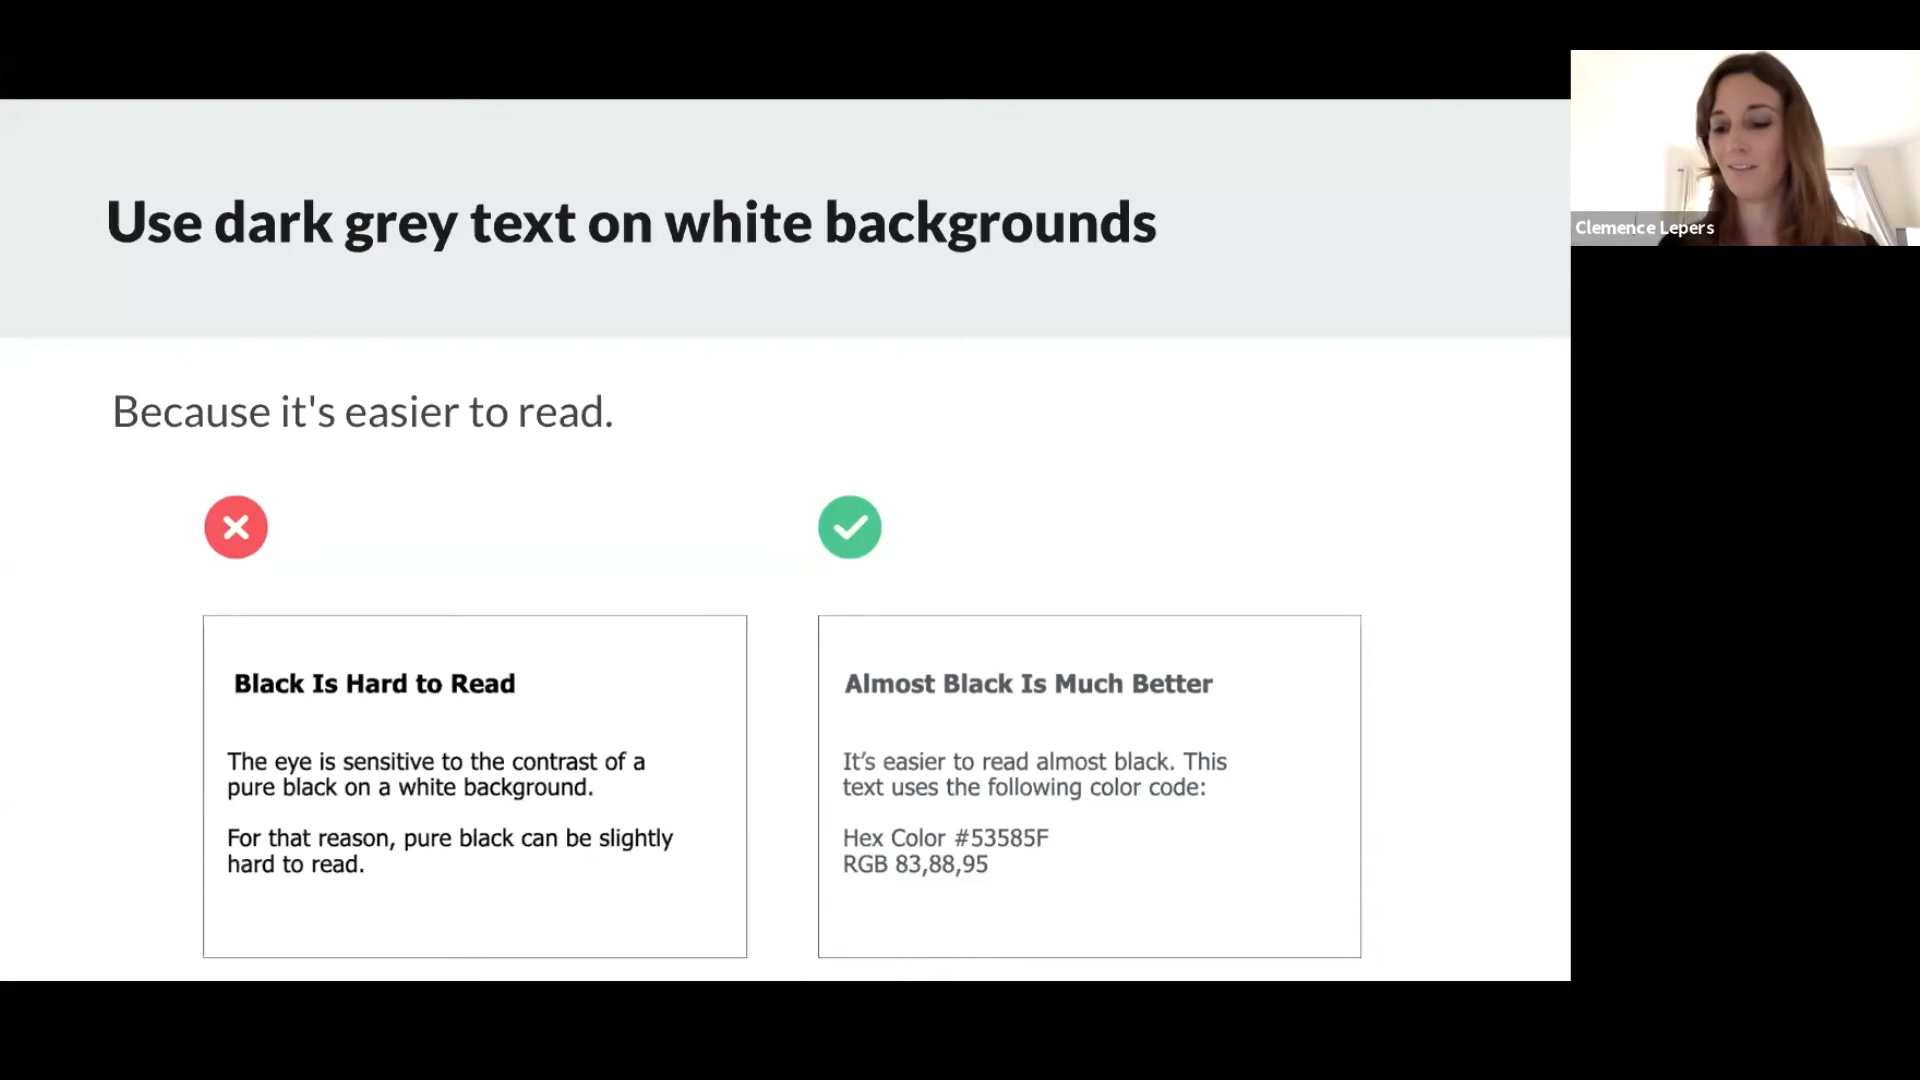 Use dark grey text on white backgrounds
Clemence Lepers
Because it's easier to read.
Black Is Hard to Read
The eye is sensitive to the contrast of a
pure black on a white background.
For that reason, pure black can be slightly
hard to read.
Almost Black Is Much Better
It’s easier to read almost black. This
text uses the following color code:
Hex Color #53585F
RGB 83,88,95